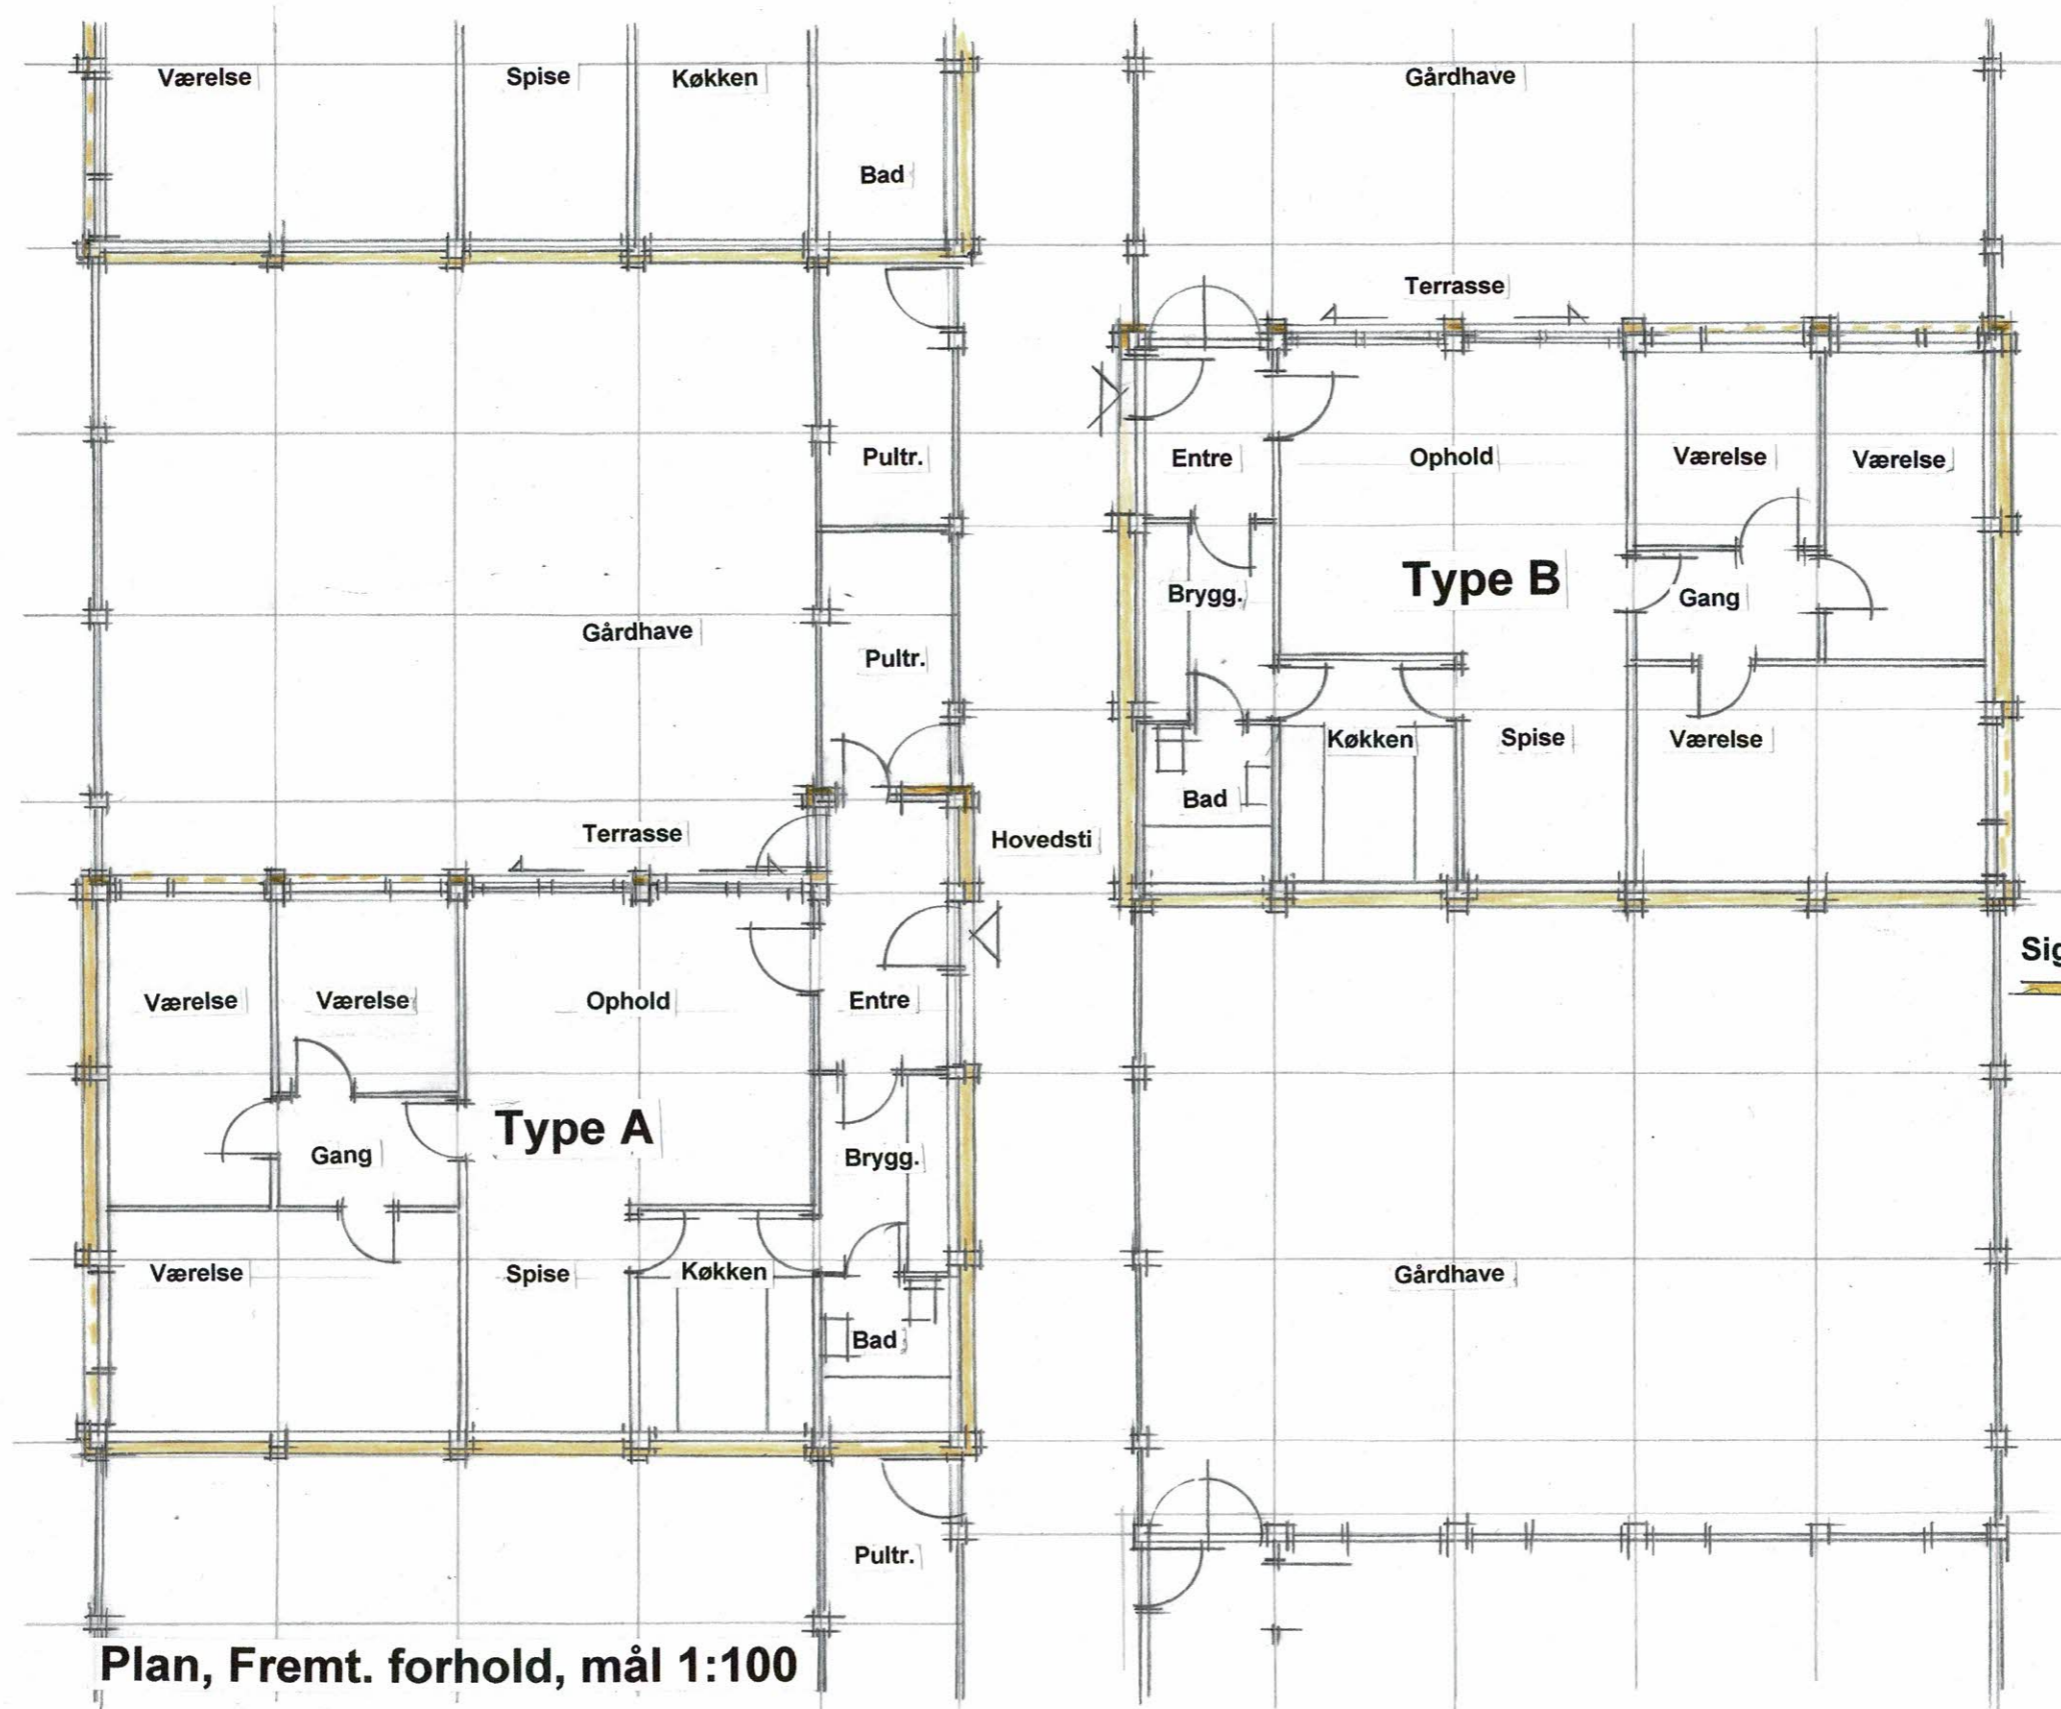 Værelse
Spise
Køkken
Bad
Gårdhave
Terrasse
Pultr.
Entre
Ophold
Værelse
Værelse
Type B
Brygg.
Gang
Gårdhave
Pultr.
Køkken
Spise
Værelse
Bad
Terrasse
Hovedsti
Sig
Værelse
Værelse
Ophold
Entre
Type A
Gang
Brygg.
Værelse
Spise
Køkken
Gårdhave
Bad
Pultr.
Plan, Fremt. forhold, mål 1:100